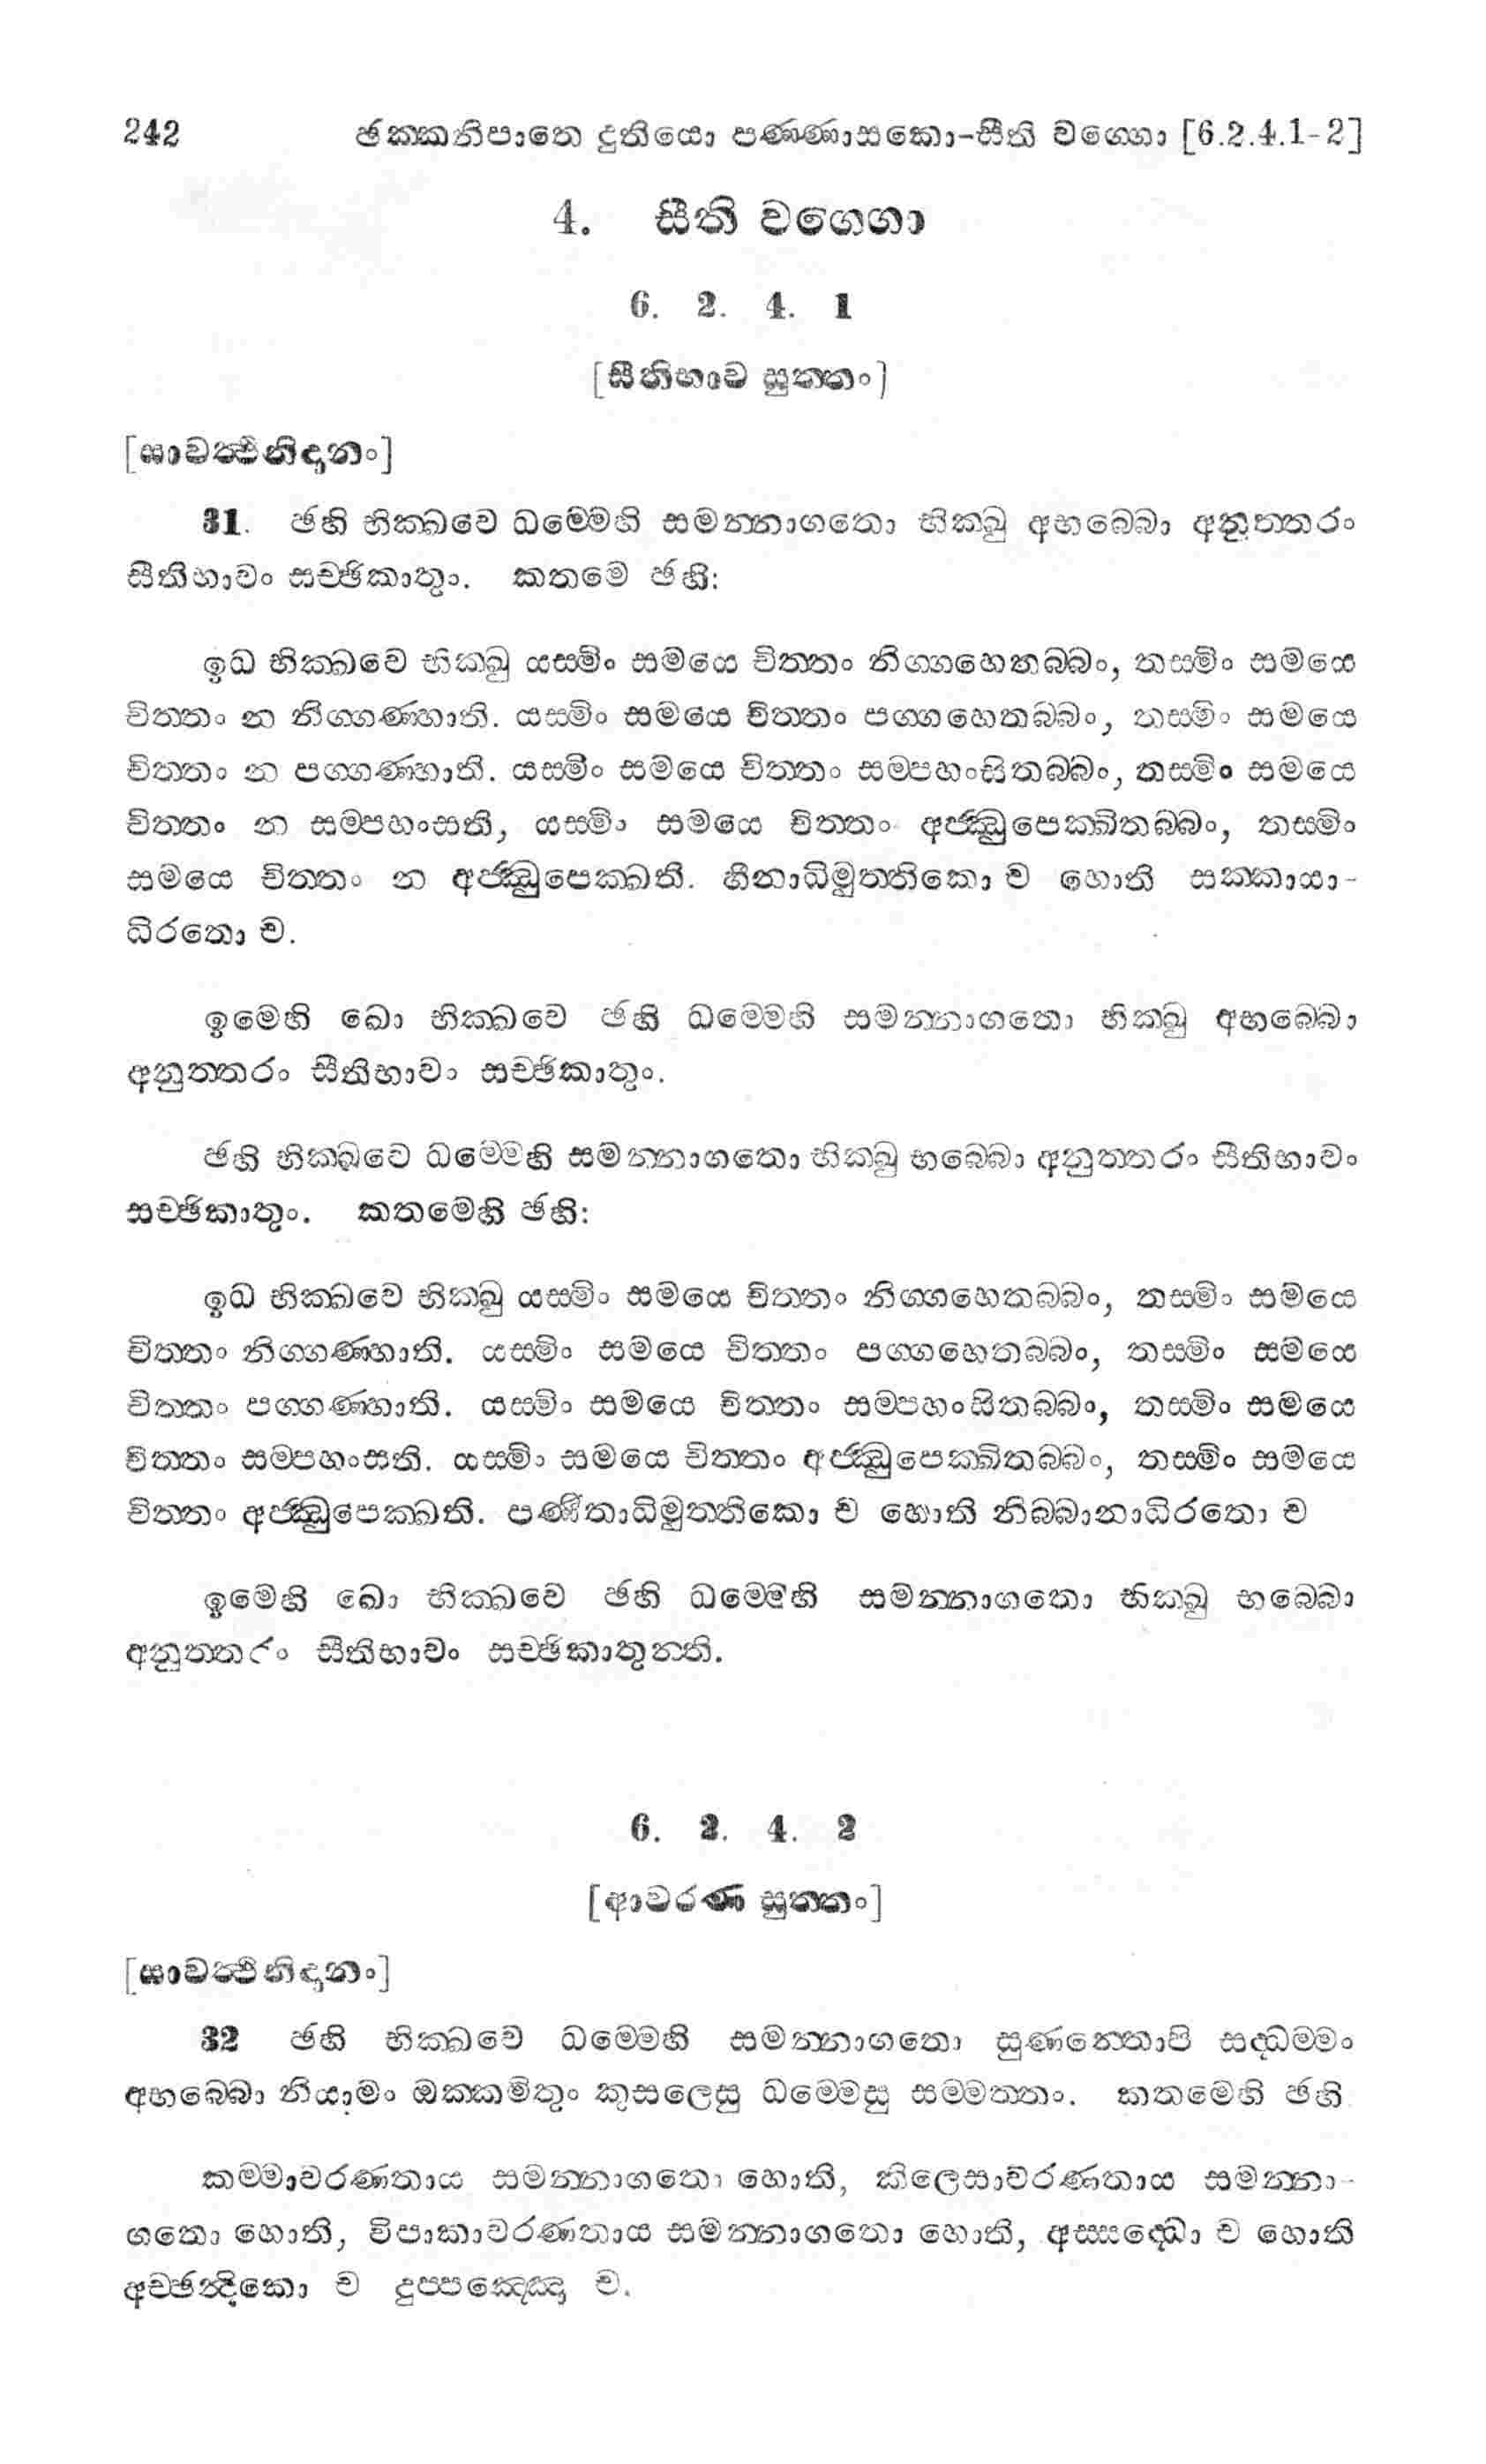 242 ඡක්කනිපාතෙ දුතියො පණ්ණාසකො-සීති වග්ගො [6.2.4.1-2]
4. සීති වග්ගො
6. 2. 4. 1
[සීතිභාව සුත්තං]
[සාවත්ථිනිදානං]
31. ඡහි භික්ඛවෙ ධම්මෙහි සමන්නාගතො භික්ඛු අභබ්බො අනුත්තරං
සීතිභාවං සච්ඡිකාතුං. කතමෙ ඡහි:
ඉධ භික්ඛවෙ භික්ඛු යස්මිං සමයෙ චිත්තං නිග්ගහෙතබ්බං, තස්මිං සමයෙ
චිත්තං න නිග්ගණ්හාති. යස්මිං සමයෙ චිත්තං පග්ගහෙතබ්බං, තස්මිං සමයෙ
චිත්තං න පග්ගණ්හාති. යස්මිං සමයෙ චිත්තං සම්පහංසිතබ්බං, තස්මිං සමයෙ
චිත්තං න සම්පහංසති, යස්මිං සමයෙ චිත්තං අජ්ඣුපෙක්ඛිතබ්බං, තස්මිං
සමයෙ චිත්තං න අජ්ඣුපෙක්ඛති. හීනාධිමුත්තිකො ච හොති සක්කායා-
ධිරතො ච.
ඉමෙහි ඛො භික්ඛවෙ ඡහි ධම්මෙහි සමන්නාගතො භික්ඛු අභබ්බො
අනුත්තරං සීතිභාවං සච්ඡිකාතුං.
ඡහි භික්ඛවෙ ධම්මෙහි සමන්නාගතො භික්ඛු භබ්බො අනුත්තරං සීතිභාවං
සච්ඡිකාතුං. කතමෙහි ඡහි:
ඉධ භික්ඛවෙ භික්ඛු යස්මිං සමයෙ චිත්තං නිග්ගහෙතබ්බං, තස්මිං සමයෙ
චිත්තං නිග්ගණ්හාති. යස්මිං සමයෙ චිත්තං පග්ගහෙතබ්බං, තස්මිං සමයෙ
චිත්තං පග්ගණ්හාති. යස්මිං සමයෙ චිත්තං සම්පහංසිතබ්බං, තස්මිං සමයෙ
චිත්තං සම්පහංසති. යස්මිං සමයෙ චිත්තං අජ්ඣුපෙක්ඛිතබ්බං, තස්මිං සමයෙ
චිත්තං අජ්ඣුපෙක්ඛති. පණීතාධිමුත්තිකො ච හොති නිබ්බානාධිරතො ච
ඉමෙහි ඛො භික්ඛවෙ ඡහි ධම්මෙහි සමන්නාගතො භික්ඛු භබ්බො
අනුත්තරං සීතිභාවං සච්ඡිකාතුන්ති.
6. 2. 4. 2
[ආවරණ සුත්තං]
[සාවත්ථිනිදානං]
32 ඡහි භික්ඛවෙ ධම්මෙහි සමන්නාගතො සුණන්තොපි සද්ධම්මං
අභබ්බො නියාමං ඔක්කමිතුං කුසලෙසු ධම්මෙසු සම්මත්තං. කතමෙහි ඡහි
කම්මාවරණතාය සමන්නාගතො හොති, කිලෙසාවරණතාය සමන්නා-
ගතො හොති, විපාකාවරණතාය සමන්නාගතො හොති, අස්සද්ධො ච හොති
අච්ඡන්දිකො ච දුප්පඤ්ඤො ච.